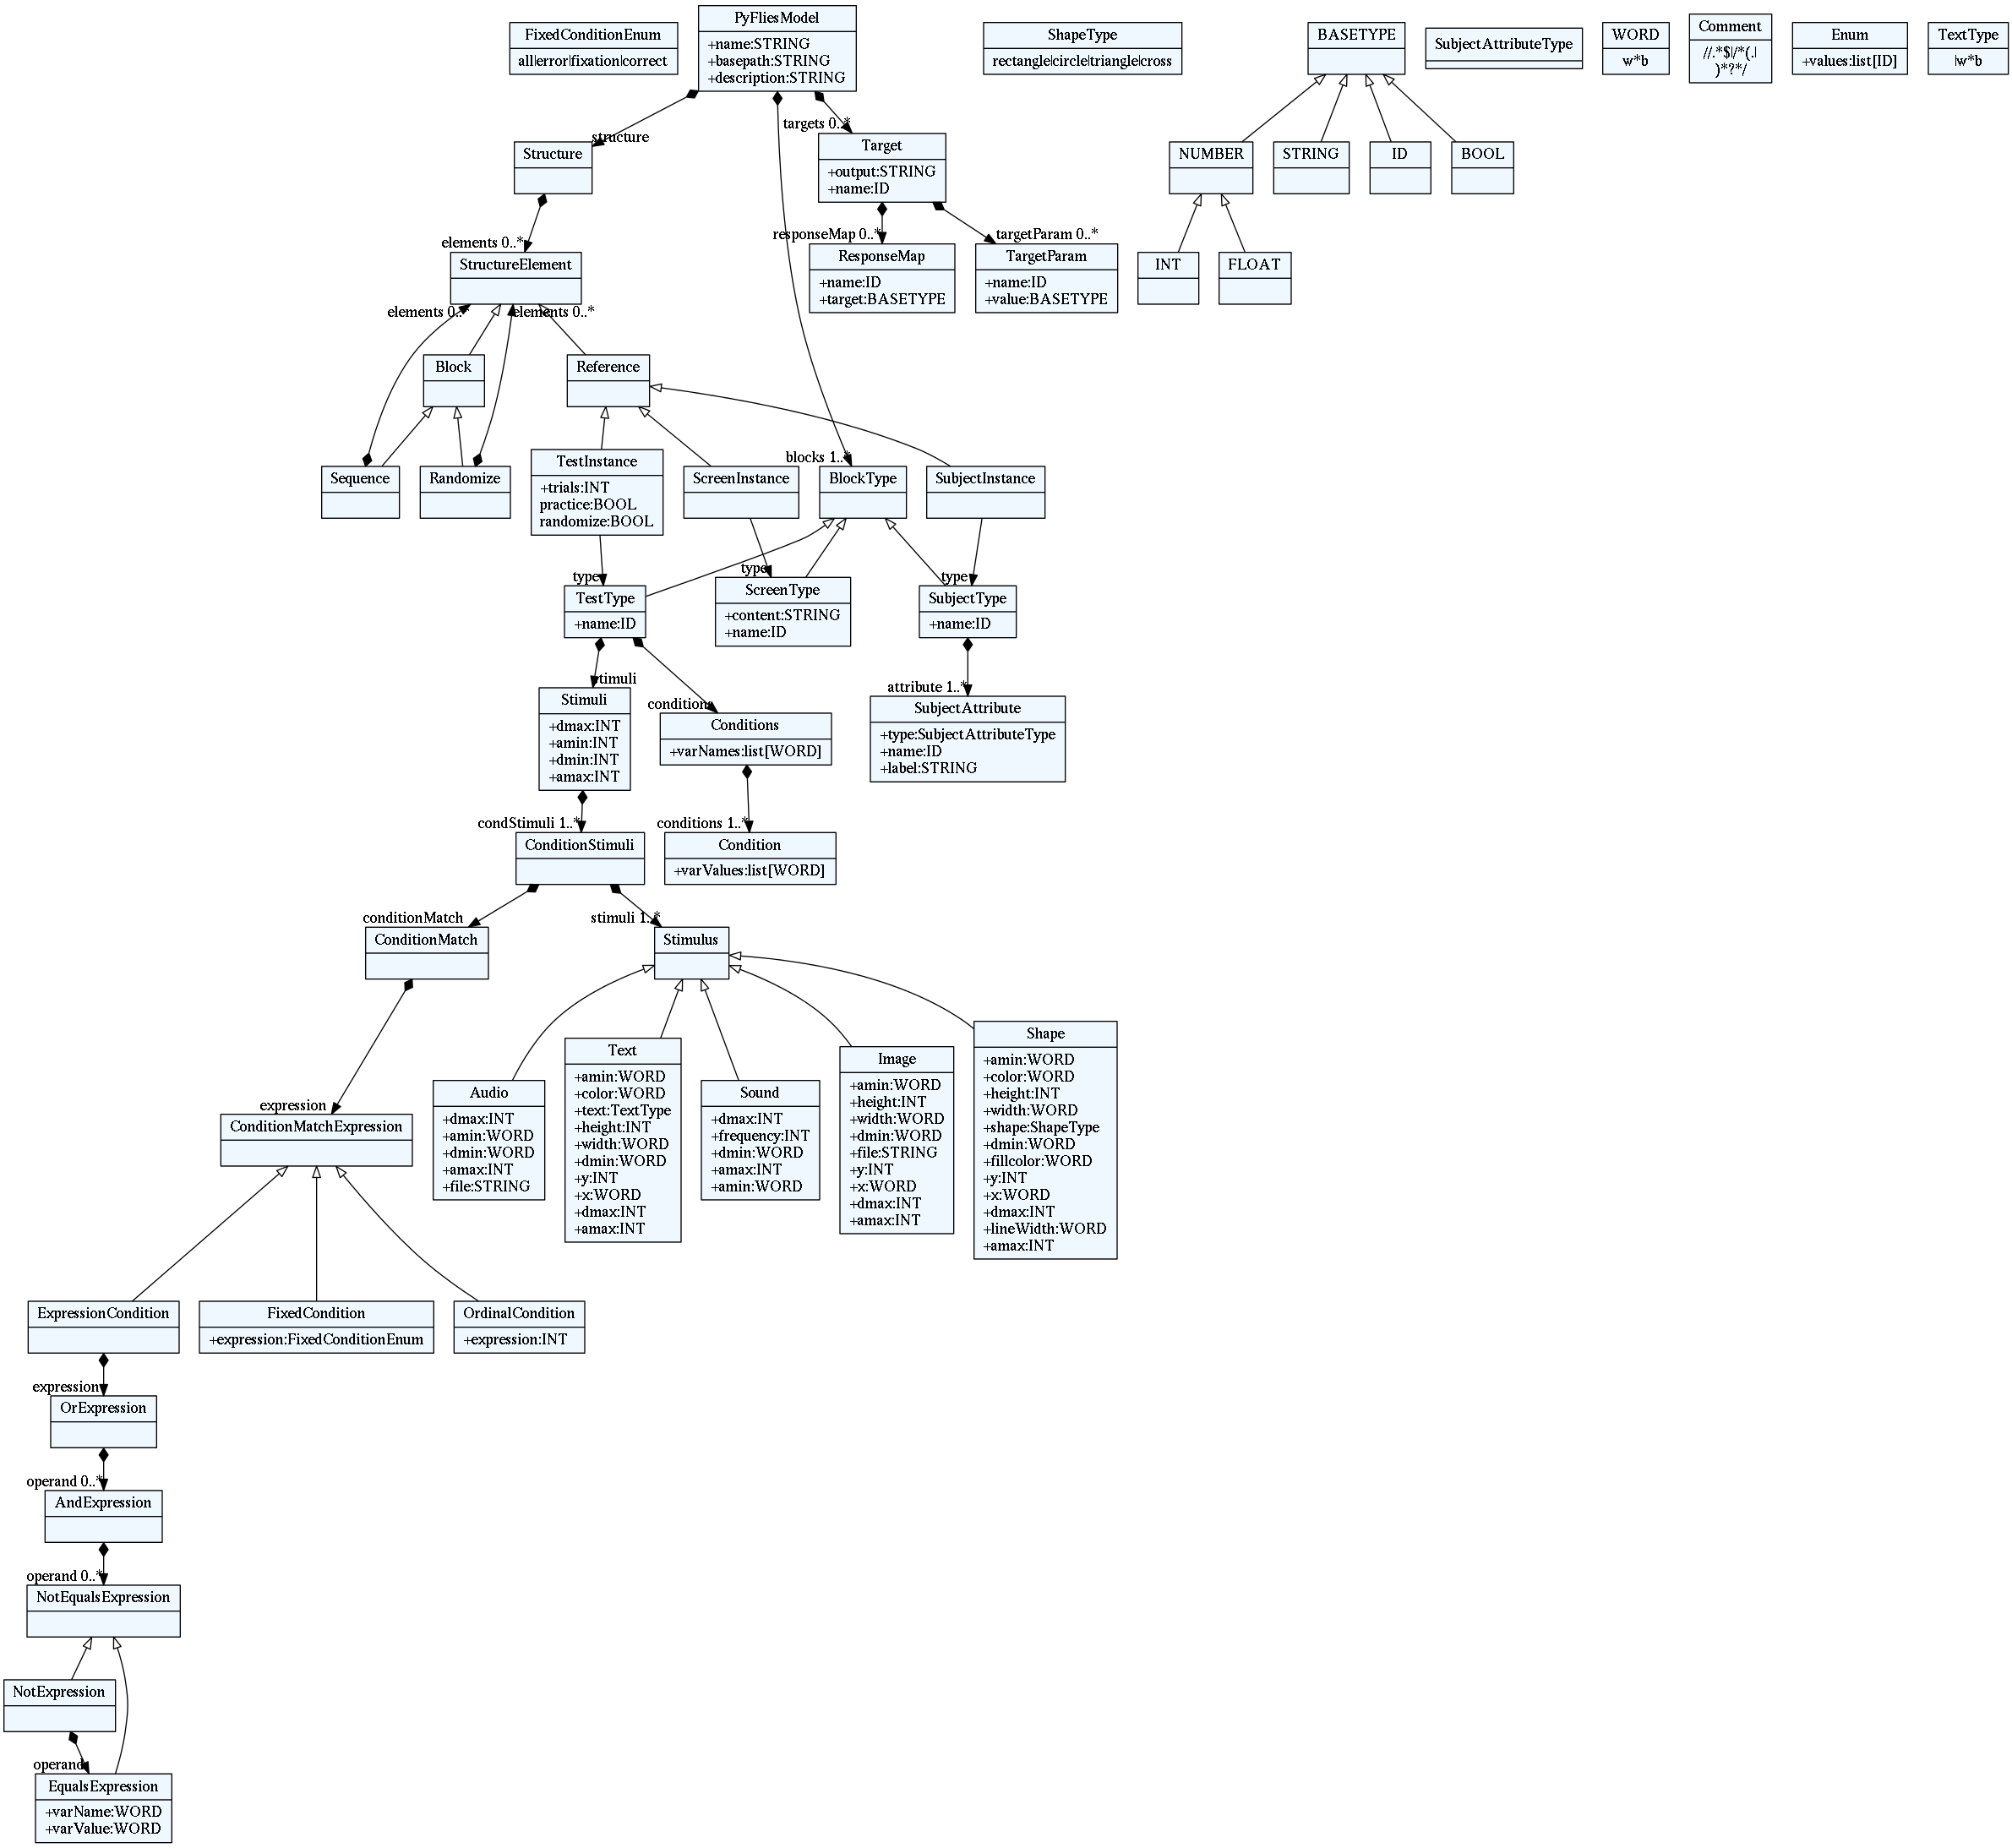 PyFliesModel
+name:STRING
+basepath:STRING
+description:STRING
FixedConditionEnum
all|error|fixation|correct
ShapeType
rectangle|circle|triangle|cross
BASETYPE
SubjectAttributeType
WORD
w*b
Comment
//.*$|/*(.|
)*?*/
Enum
+values:list[ID]
TextType
|w*b
structure
targets 0..*
Structure
Target
+output:STRING
+name:ID
NUMBER
STRING
ID
BOOL
elements 0..*
responseMap 0..*
targetParam 0..*
StructureElement
ResponseMap
+name:ID
+target:BASETYPE
TargetParam
+name:ID
+value:BASETYPE
INT
FLOAT
elements 0..*
elements 0..*
Block
Reference
blocks 1..*
Sequence
Randomize
TestInstance
+trials:INT
practice:BOOL
randomize:BOOL
ScreenInstance
BlockType
SubjectInstance
type
type
type
TestType
+name:ID
ScreenType
+content:STRING
+name:ID
SubjectType
+name:ID
stimuli
conditions
attribute 1..*
Stimuli
+dmax:INT
+amin:INT
+dmin:INT
+amax:INT
Conditions
+varNames:list[WORD]
SubjectAttribute
+type:SubjectAttributeType
+name:ID
+label:STRING
condStimuli 1..*
conditions 1..*
ConditionStimuli
Condition
+varValues:list[WORD]
conditionMatch
stimuli 1..*
ConditionMatch
Stimulus
expression
ConditionMatchExpression
Audio
+dmax:INT
+amin:WORD
+dmin:WORD
+amax:INT
+file:STRING
Text
+amin:WORD
+color:WORD
+text:TextType
+height:INT
+width:WORD
+dmin:WORD
+y:INT
+x:WORD
+dmax:INT
+amax:INT
Sound
+dmax:INT
+frequency:INT
+dmin:WORD
+amax:INT
+amin:WORD
Image
+amin:WORD
+height:INT
+width:WORD
+dmin:WORD
+file:STRING
+y:INT
+x:WORD
+dmax:INT
+amax:INT
Shape
+amin:WORD
+color:WORD
+height:INT
+width:WORD
+shape:ShapeType
+dmin:WORD
+fillcolor:WORD
+y:INT
+x:WORD
+dmax:INT
+lineWidth:WORD
+amax:INT
ExpressionCondition
FixedCondition
+expression:FixedConditionEnum
OrdinalCondition
+expression:INT
expression
OrExpression
operand 0..*
AndExpression
operand 0..*
NotEqualsExpression
NotExpression
operand
EqualsExpression
+varName:WORD
+varValue:WORD